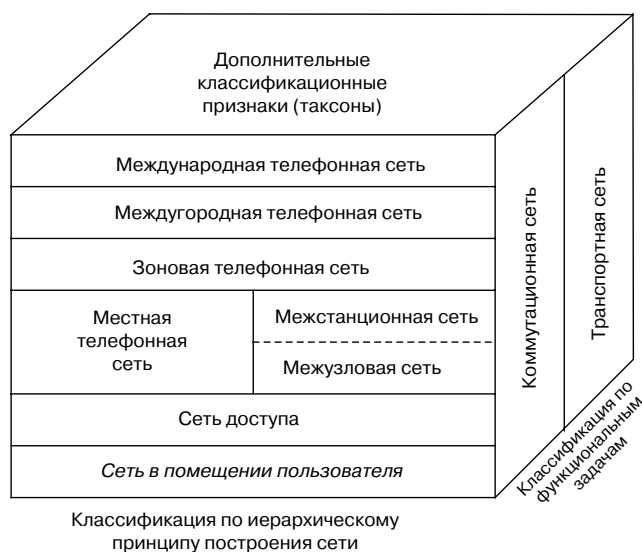 Дополнительные
классификационные
признаки (таксоны)
Международная телефонная сеть
Междугородная телефонная сеть
Зоновая телефонная сеть
Местная
телефонная
сеть
Межстанционная сеть
Межузловая сеть
Сеть доступа
Сеть в помещении пользователя
Коммутационная сеть
Транспортная сеть
Классификация по
функциональным
задачам
Классификация по иерархическому
принципу построения сети